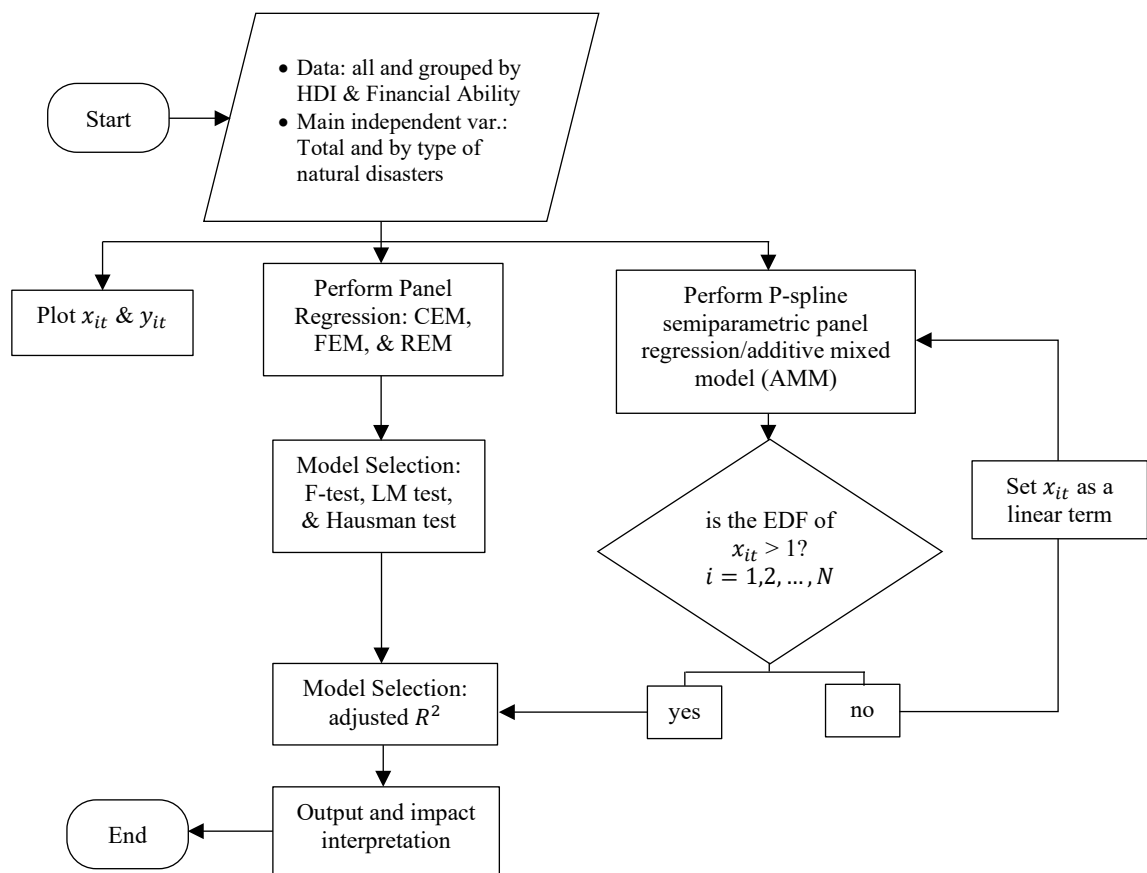 Start
• Data: all and grouped by
HDI & Financial Ability
• Main independent var.:
Total and by type of
natural disasters
Plot 𝑥𝑖𝑡 & 𝑦𝑖𝑡
Perform Panel
Regression: CEM,
FEM, & REM
Perform P-spline
semiparametric panel
regression/additive mixed
model (AMM)
Model Selection:
F-test, LM test,
& Hausman test
is the EDF of
𝑥𝑖𝑡 > 1?
𝑖 = 1,2, … , 𝑁
Set 𝑥𝑖𝑡 as a
linear term
Model Selection:
adjusted 𝑅²
yes
no
Output and impact
interpretation
End